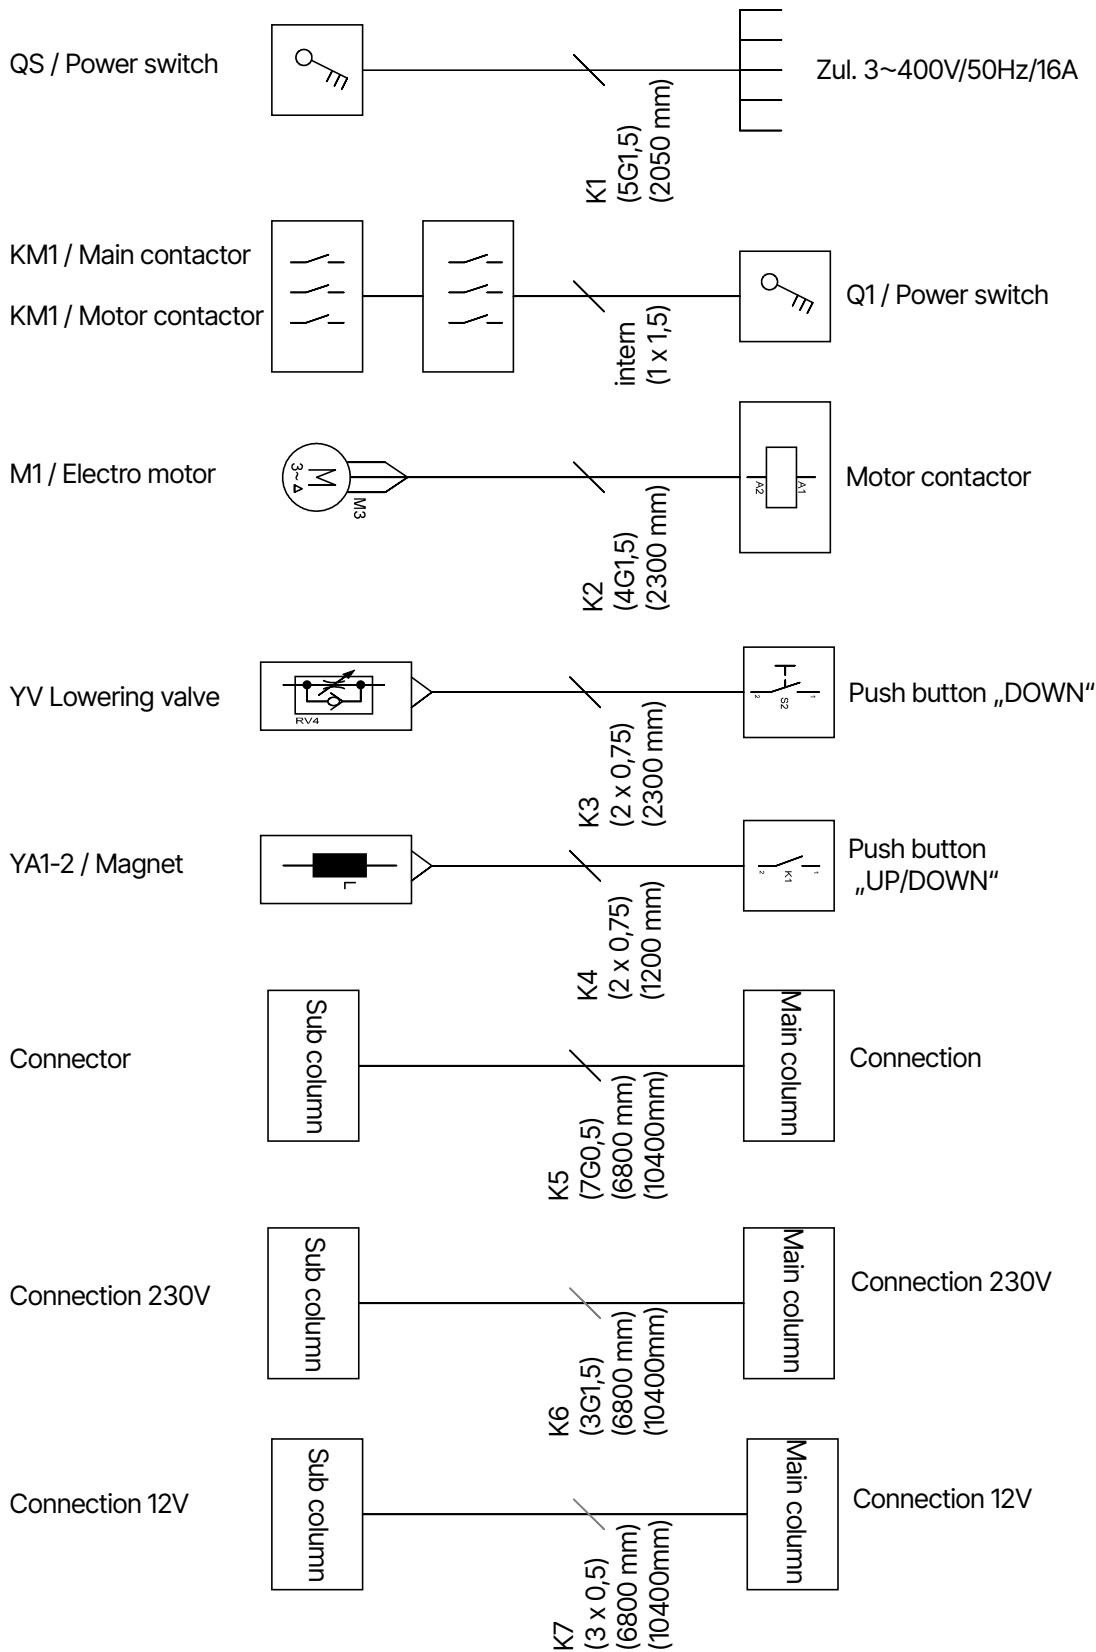 QS / Power switch
Zul. 3~400V/50Hz/16A
K1
(5G1,5)
(2050 mm)
KM1 / Main contactor
KM1 / Motor contactor
intern
(1 x 1,5)
Q1 / Power switch
M1 / Electro motor
M
3~
M3
K2
(4G1,5)
(2300 mm)
A2
A1
Motor contactor
YV Lowering valve
RV4
K3
(2 x 0,75)
(2300 mm)
2
S2
1
Push button „DOWN“
YA1-2 / Magnet
L
K4
(2 x 0,75)
(1200 mm)
2
K1
1
Push button
„UP/DOWN“
Connector
Sub column
K5
(7G0,5)
(6800 mm)
(10400mm)
Main column
Connection
Connection 230V
Sub column
K6
(3G1,5)
(6800 mm)
(10400mm)
Main column
Connection 230V
Connection 12V
Sub column
K7
(3 x 0,5)
(6800 mm)
(10400mm)
Main column
Connection 12V